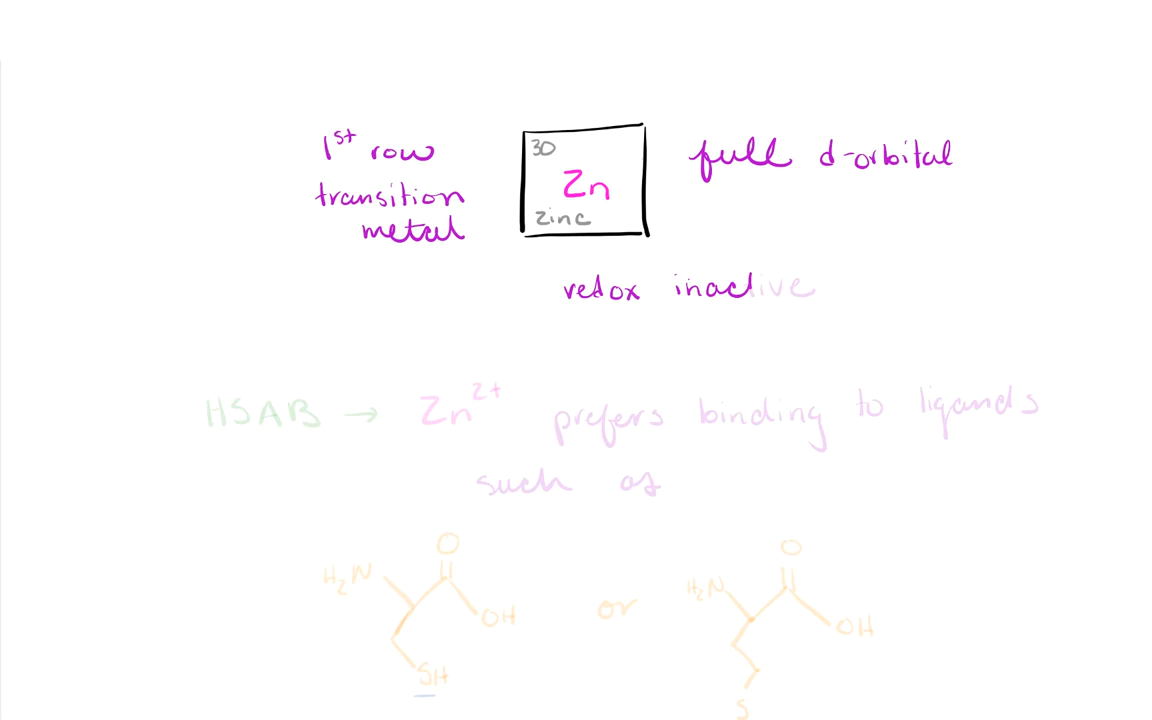 1st row
transition
metal
30
Zn
zinc
full d-orbital
redox inactive
HSAB → Zn2+ prefers binding to ligands
such as
O
H2N
OH
SH
or
O
H2N
OH
S